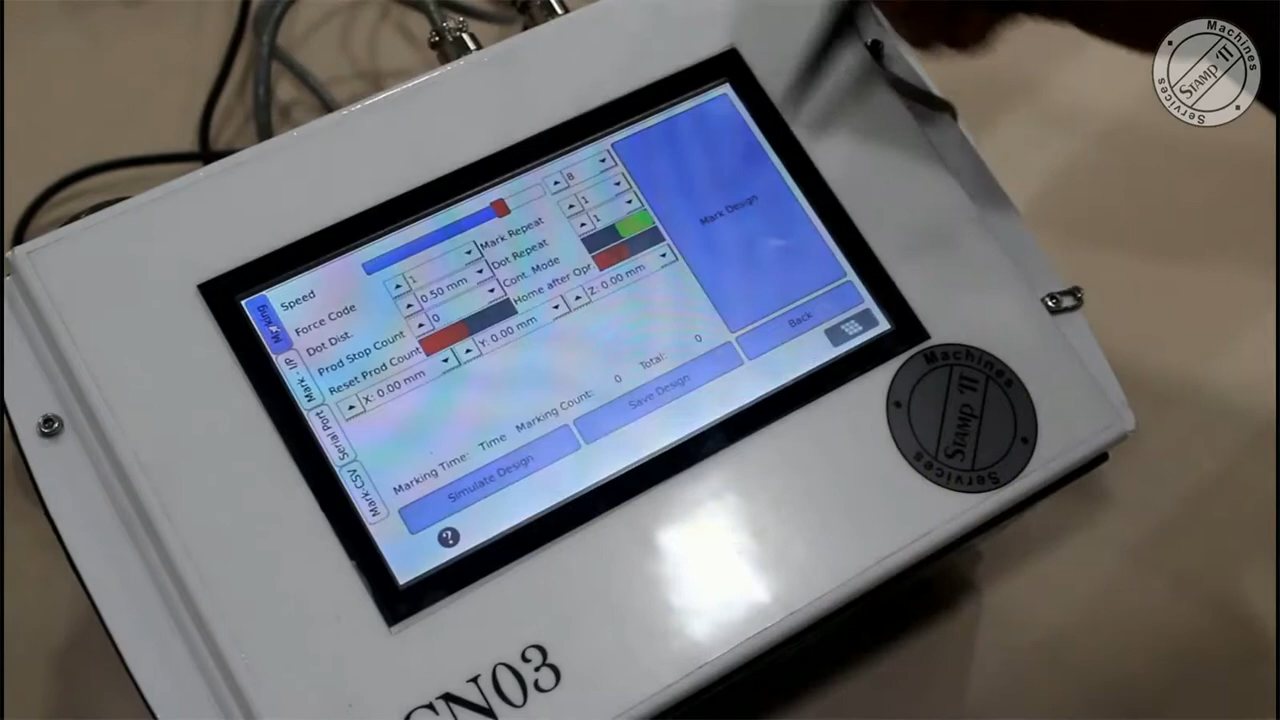 Machines
STAMP 'IT
Services
Marking
Mark - I/P
Serial Port
Mark-CSV
Speed
8
Force Code
1
Mark Repeat
1
Dot Dist.
0.50 mm
Dot Repeat
1
Prod Stop Count
0
Cont. Mode
Reset Prod Count
Home after Opr
X: 0.00 mm
Y: 0.00 mm
Z: 0.00 mm
Marking Time:
Time
Marking Count:
0
Total:
0
Simulate Design
Save Design
Back
Mark Design
?
Machines
STAMP 'IT
Services
CN03